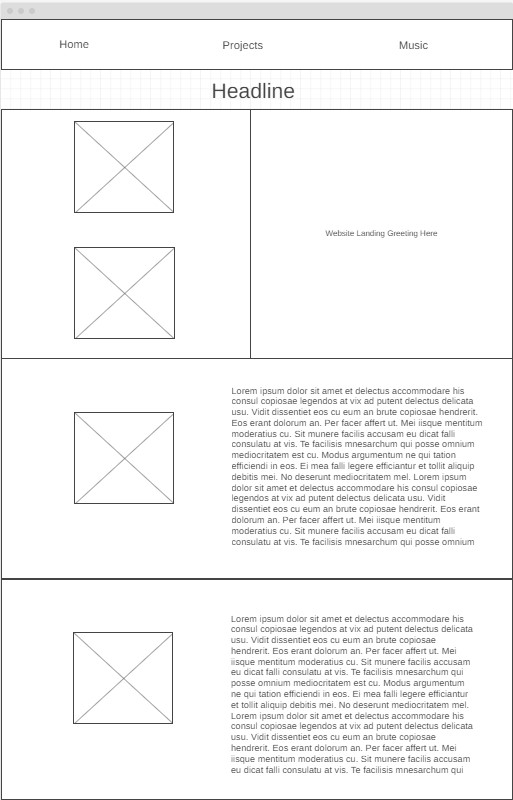 Home
Projects
Music
Headline
Website Landing Greeting Here
Lorem ipsum dolor sit amet et delectus accommodare his
consul copiosae legendos at vix ad putent delectus delicata
usu. Vidit dissentiet eos cu eum an brute copiosae hendrerit.
Eos erant dolorum an. Per facer affert ut. Mei iisque mentitum
moderatius cu. Sit munere facilis accusam eu dicat falli
consulatu at vis. Te facilisis mnesarchum qui posse omnium
mediocritatem est cu. Modus argumentum ne qui tation
efficiendi in eos. Ei mea falli legere efficiantur et tollit aliquip
debitis mei. No deserunt mediocritatem mel. Lorem ipsum
dolor sit amet et delectus accommodare his consul copiosae
legendos at vix ad putent delectus delicata usu. Vidit
dissentiet eos cu eum an brute copiosae hendrerit. Eos erant
dolorum an. Per facer affert ut. Mei iisque mentitum
moderatius cu. Sit munere facilis accusam eu dicat falli
consulatu at vis. Te facilisis mnesarchum qui posse omnium
Lorem ipsum dolor sit amet et delectus accommodare his
consul copiosae legendos at vix ad putent delectus delicata
usu. Vidit dissentiet eos cu eum an brute copiosae
hendrerit. Eos erant dolorum an. Per facer affert ut. Mei
iisque mentitum moderatius cu. Sit munere facilis accusam
eu dicat falli consulatu at vis. Te facilisis mnesarchum qui
posse omnium mediocritatem est cu. Modus argumentum
ne qui tation efficiendi in eos. Ei mea falli legere efficiantur
et tollit aliquip debitis mei. No deserunt mediocritatem mel.
Lorem ipsum dolor sit amet et delectus accommodare his
consul copiosae legendos at vix ad putent delectus delicata
usu. Vidit dissentiet eos cu eum an brute copiosae
hendrerit. Eos erant dolorum an. Per facer affert ut. Mei
iisque mentitum moderatius cu. Sit munere facilis accusam
eu dicat falli consulatu at vis. Te facilisis mnesarchum qui